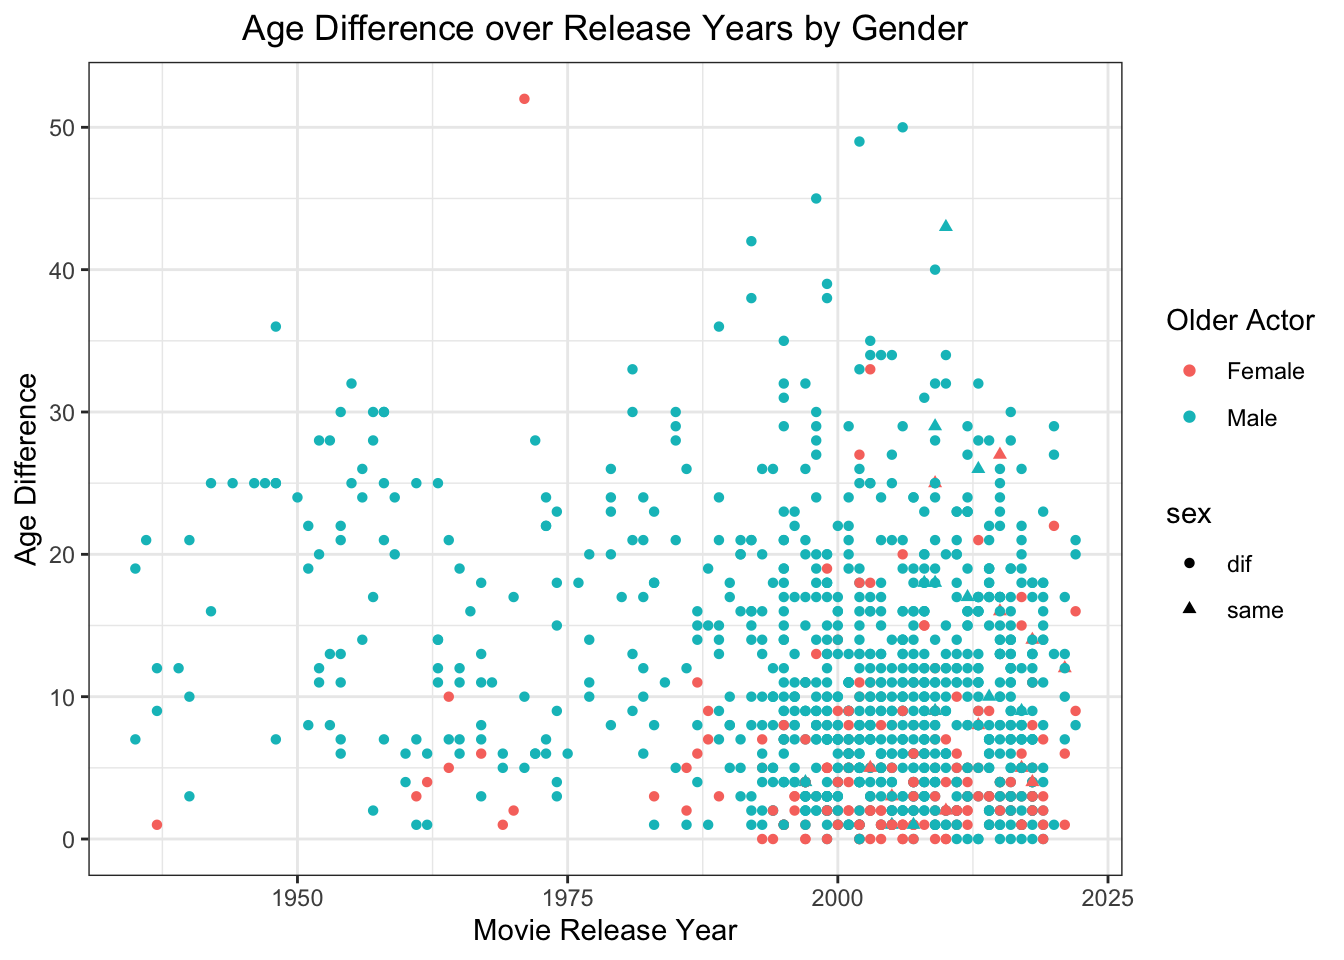 Age Difference over Release Years by Gender
Age Difference
50
40
30
20
10
0
1950
1975
2000
2025
Movie Release Year
Older Actor
Female
Male
sex
dif
same